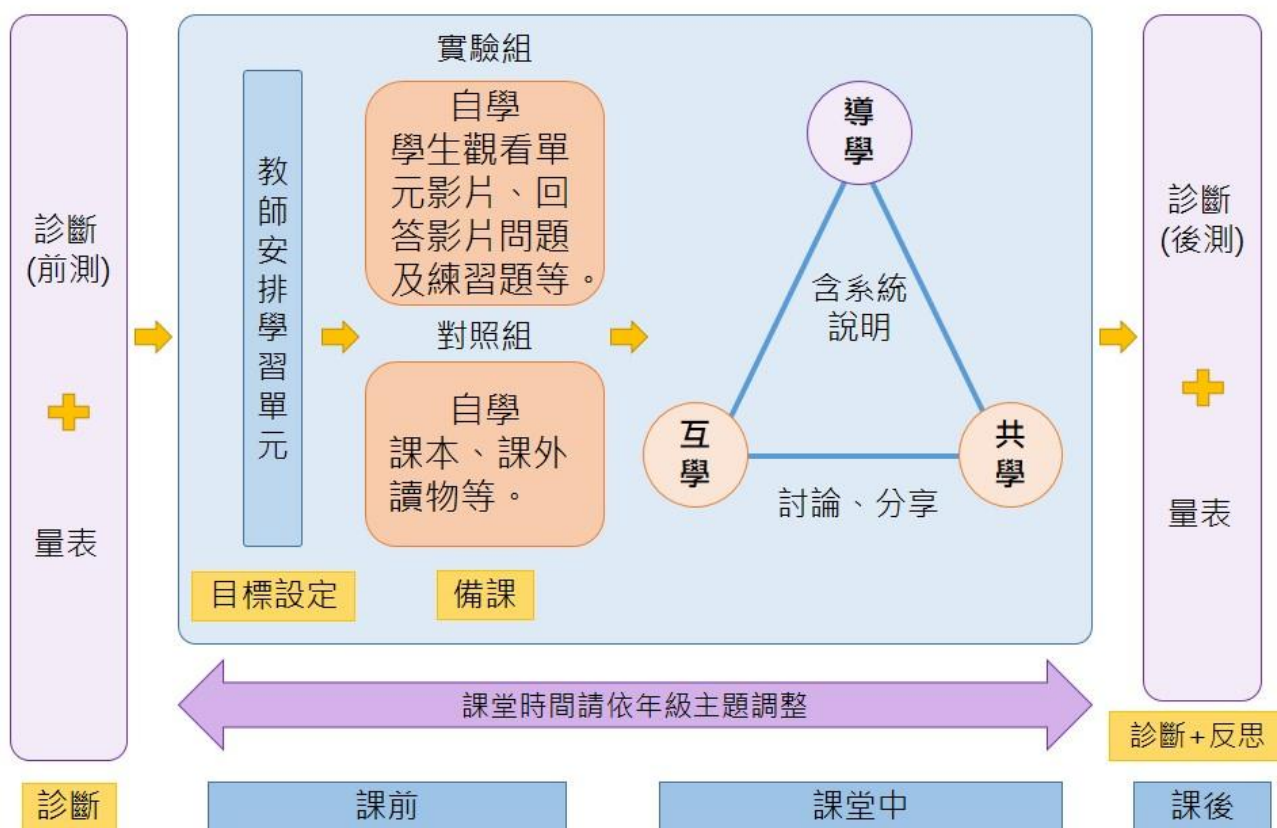 診斷
(前測)
量表
實驗組
教師安排學習單元
自學
學生觀看單
元影片、回
答影片問題
及練習題等。
對照組
自學
課本、課外
讀物等。
目標設定
備課
導學
含系統
說明
互學
共學
討論、分享
診斷
(後測)
量表
課堂時間請依年級主題調整
診斷+反思
診斷
課前
課堂中
課後